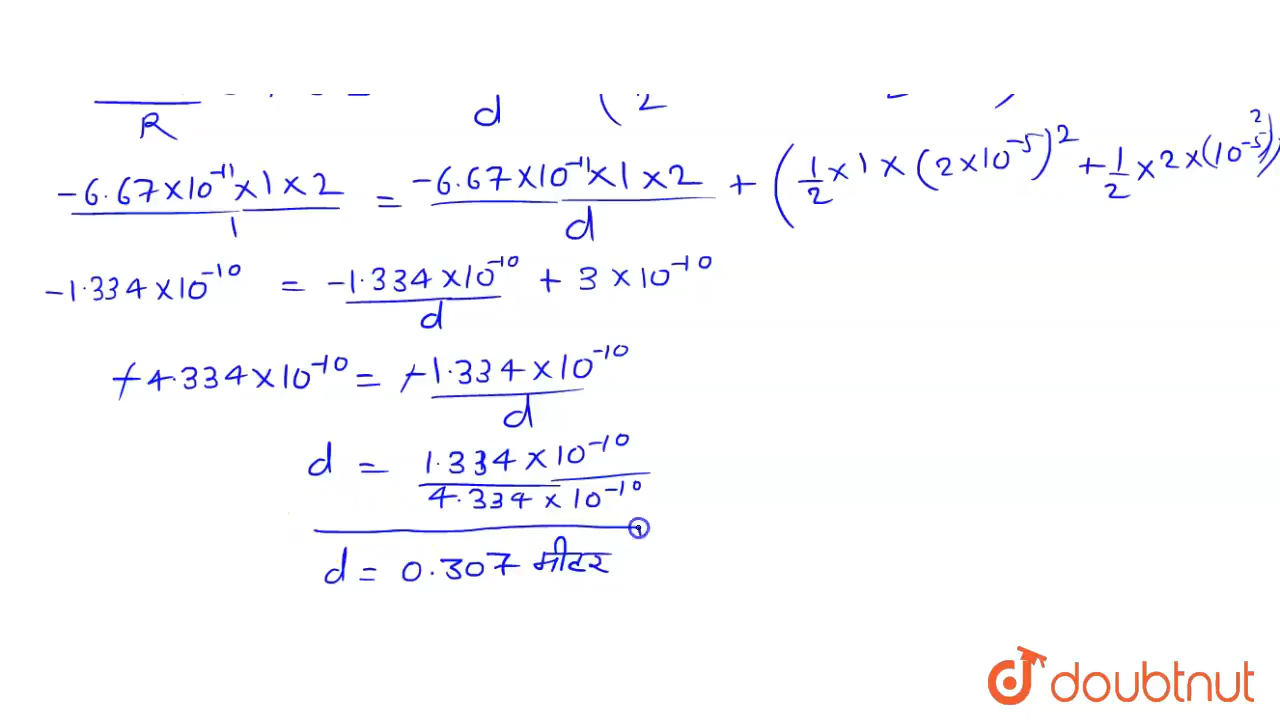 R d ( 2
-6.67×10⁻¹¹×1×2 / 1 = -6.67×10⁻¹¹×1×2 / d + (1/2 ×1×(2×10⁻⁵)² + 1/2 ×2×(10⁻⁵)²)
-1.334×10⁻¹⁰ = -1.334×10⁻¹⁰ / d + 3×10⁻¹⁰
-4.334×10⁻¹⁰ = -1.334×10⁻¹⁰ / d
d = 1.334×10⁻¹⁰ / 4.334×10⁻¹⁰
d = 0.307 मीटर
doubtnut